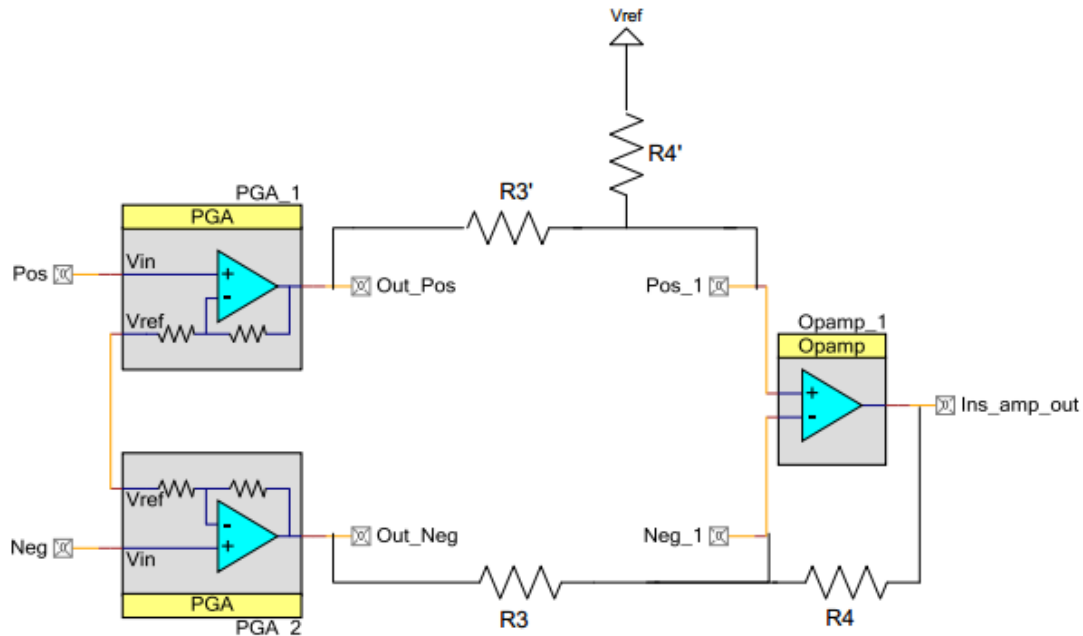 Vref
R4'
R3'
PGA_1
PGA
Pos
Vin
+
-
Vref
Out_Pos
Pos_1
Opamp_1
Opamp
+
-
Ins_amp_out
Vref
-
+
Neg
Vin
Out_Neg
Neg_1
PGA
PGA_2
R3
R4